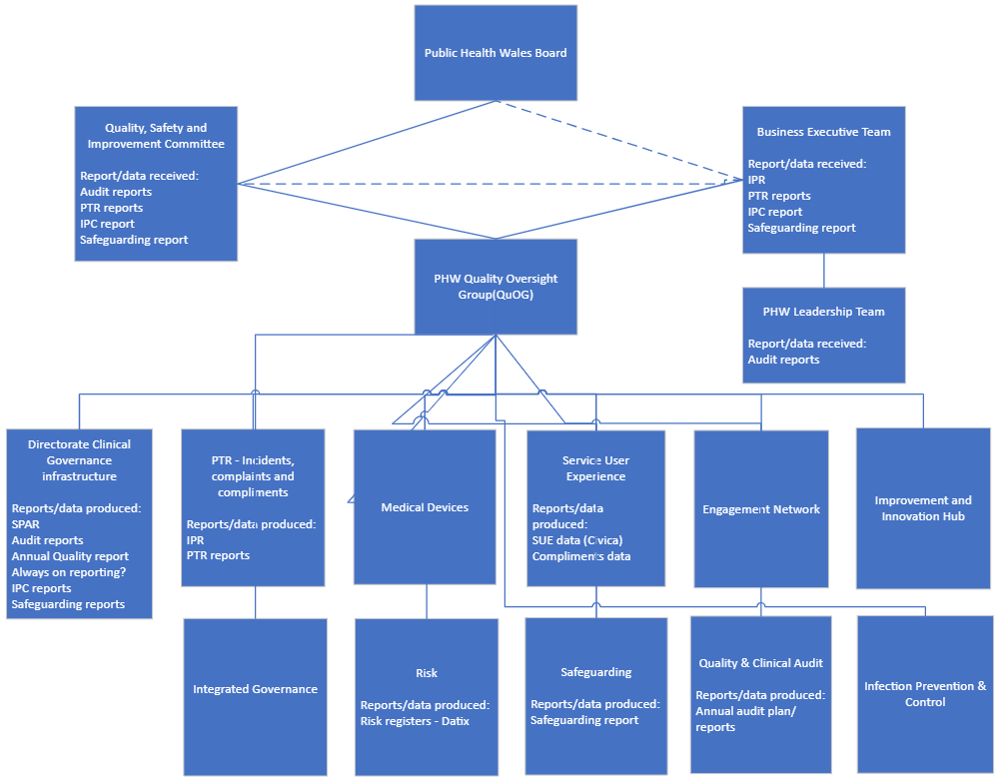 Public Health Wales Board
Quality, Safety and
Improvement Committee
Report/data received:
Audit reports
PTR reports
IPC report
Safeguarding report
Business Executive Team
Report/data received:
IPR
PTR reports
IPC report
Safeguarding report
PHW Quality Oversight
Group(QuOG)
PHW Leadership Team
Report/data received:
Audit reports
Directorate Clinical
Governance
infrastructure
Reports/data produced:
SPAR
Audit reports
Annual Quality report
Always on reporting?
IPC reports
Safeguarding reports
PTR - Incidents,
complaints and
compliments
Reports/data produced:
IPR
PTR reports
Medical Devices
Service User
Experience
Reports/data
produced:
SUE data (Civica)
Compliments data
Engagement Network
Improvement and
Innovation Hub
Integrated Governance
Risk
Reports/data produced:
Risk registers - Datix
Safeguarding
Reports/data produced:
Safeguarding report
Quality & Clinical Audit
Reports/data produced:
Annual audit plan/
reports
Infection Prevention &
Control